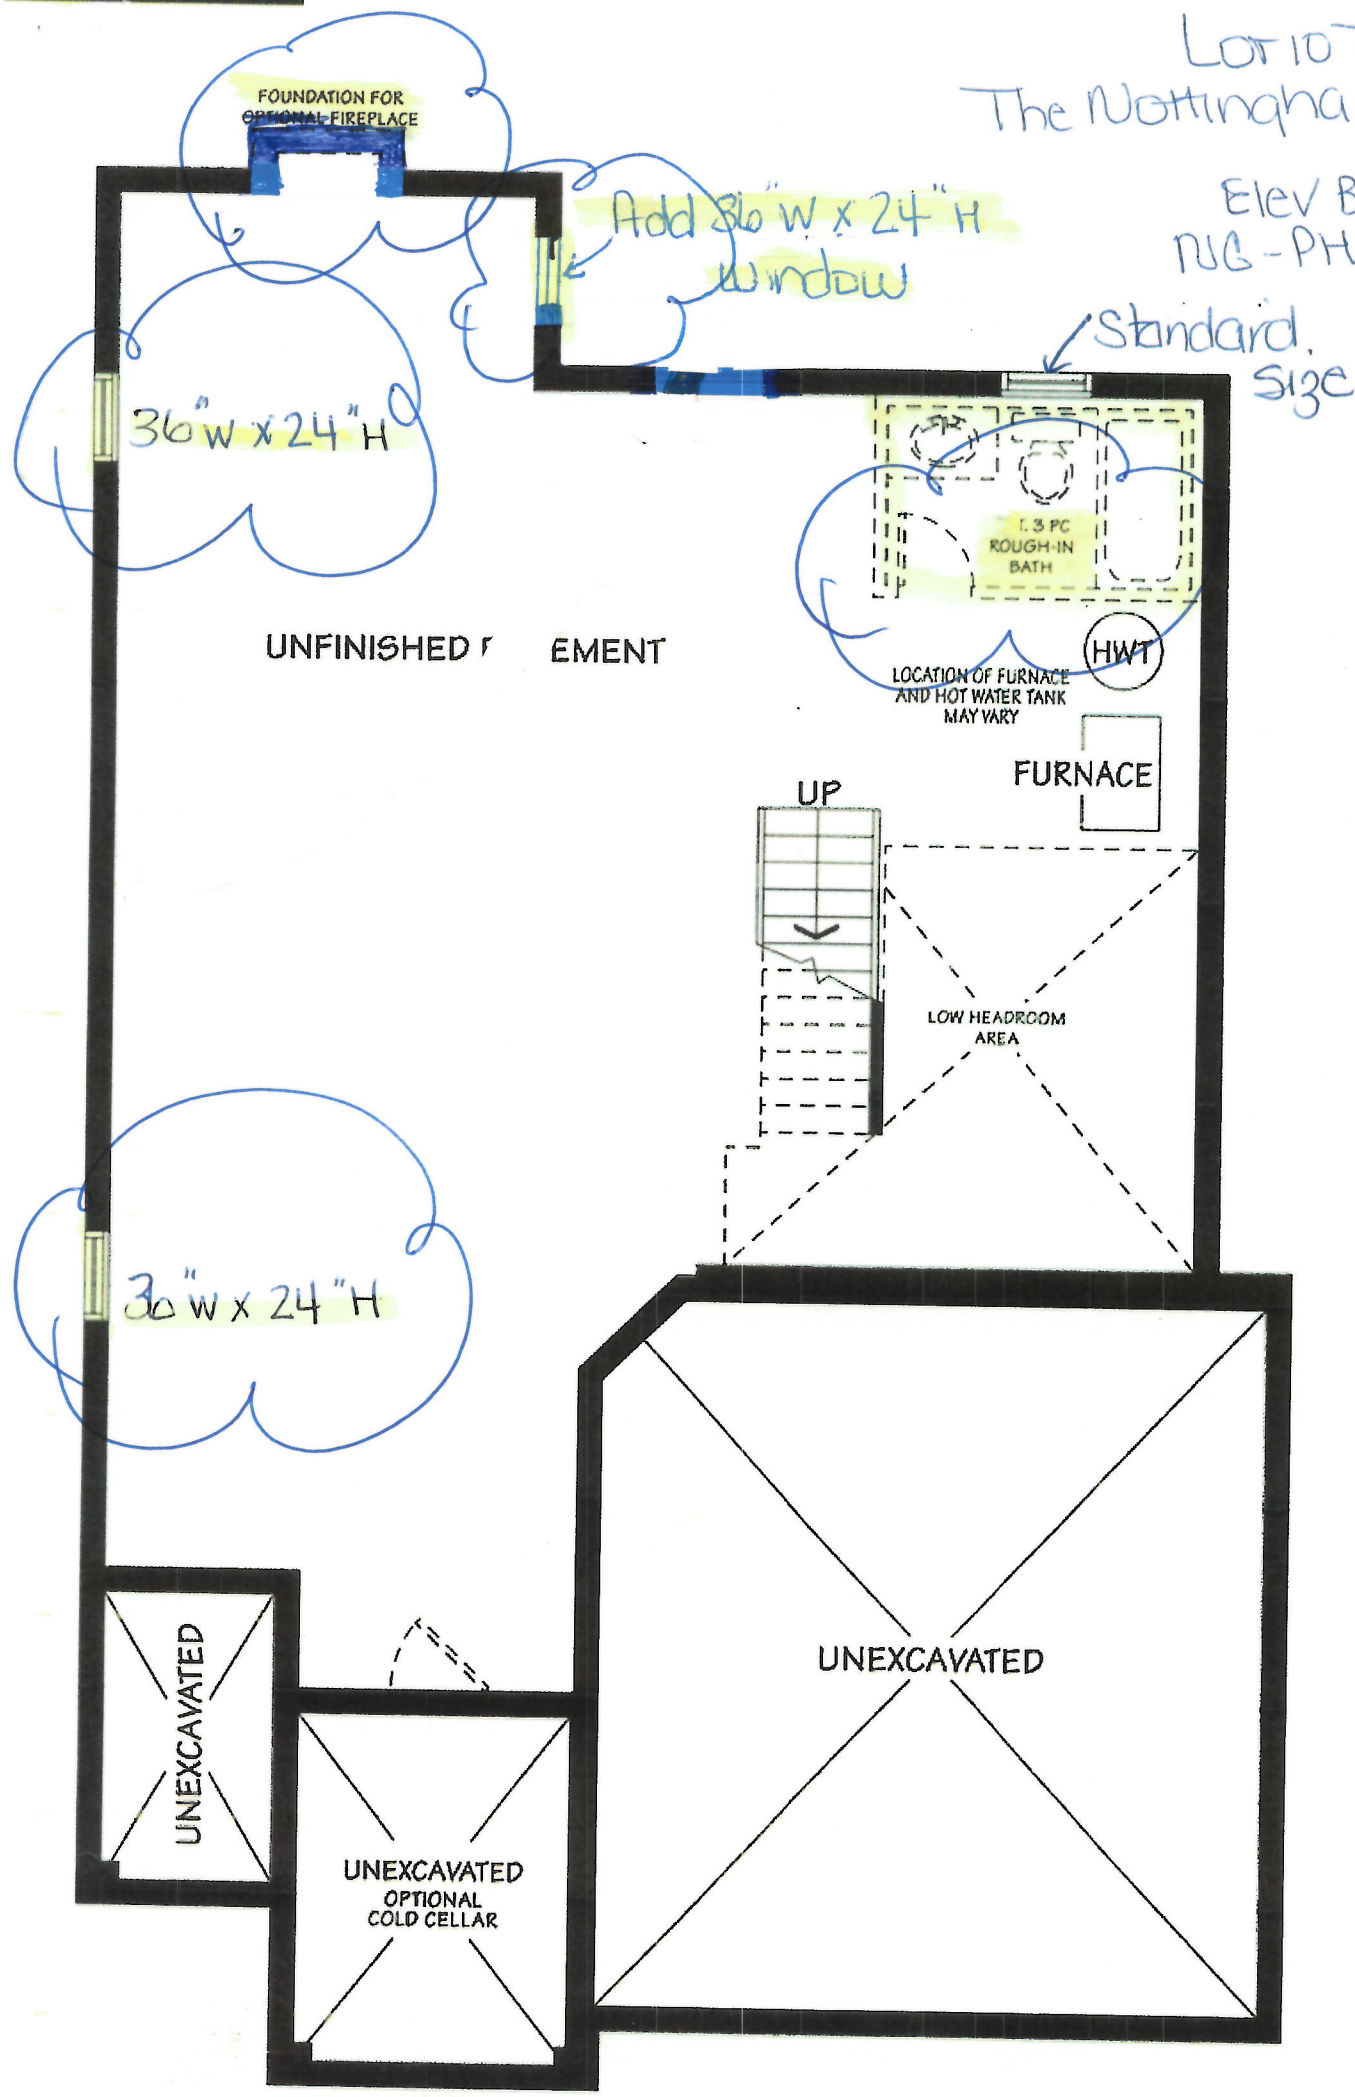 LOT 10
The Nottingha
FOUNDATION FOR
OPTIONAL FIREPLACE
Elev B
NG-PH
Add 36"W x 24"H
window
Standard.
Size
36"W x 24"H
3 PC
ROUGH-IN
BATH
UNFINISHED EMENT
HWT
LOCATION OF FURNACE
AND HOT WATER TANK
MAY VARY
FURNACE
UP
LOW HEADROOM
AREA
36"W x 24"H
UNEXCAVATED
UNEXCAVATED
UNEXCAVATED
OPTIONAL
COLD CELLAR